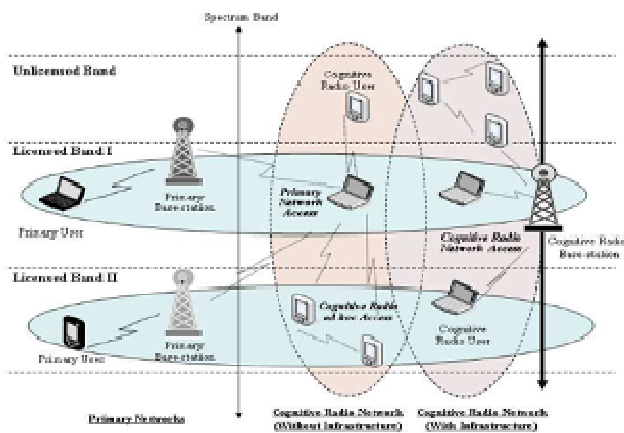 Spectrum Band
Unlicensed Band
Cognitive
Radio User
Licensed Band I
Primary
Base-station
Primary
Network
Access
Primary User
Cognitive Radio
Network Access
Cognitive Radio
Base-station
Licensed Band II
Cognitive Radio
ad hoc Access
Primary User
Primary
Base-station
Cognitive
Radio User
Primary Networks
Cognitive Radio Network
(Without Infrastructure)
Cognitive Radio Network
(With Infrastructure)